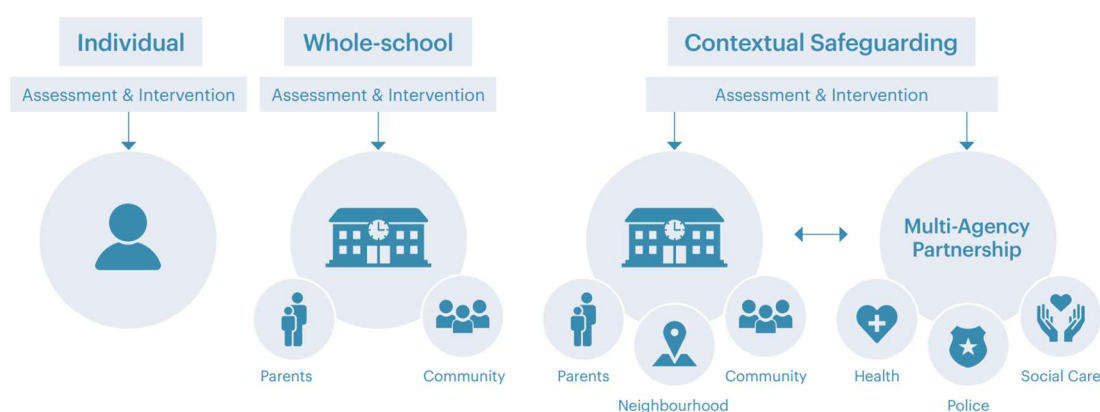 Individual
Whole-school
Contextual Safeguarding
Assessment & Intervention
Assessment & Intervention
Assessment & Intervention
Multi-Agency
Partnership
Parents
Community
Parents
Neighbourhood
Community
Health
Police
Social Care